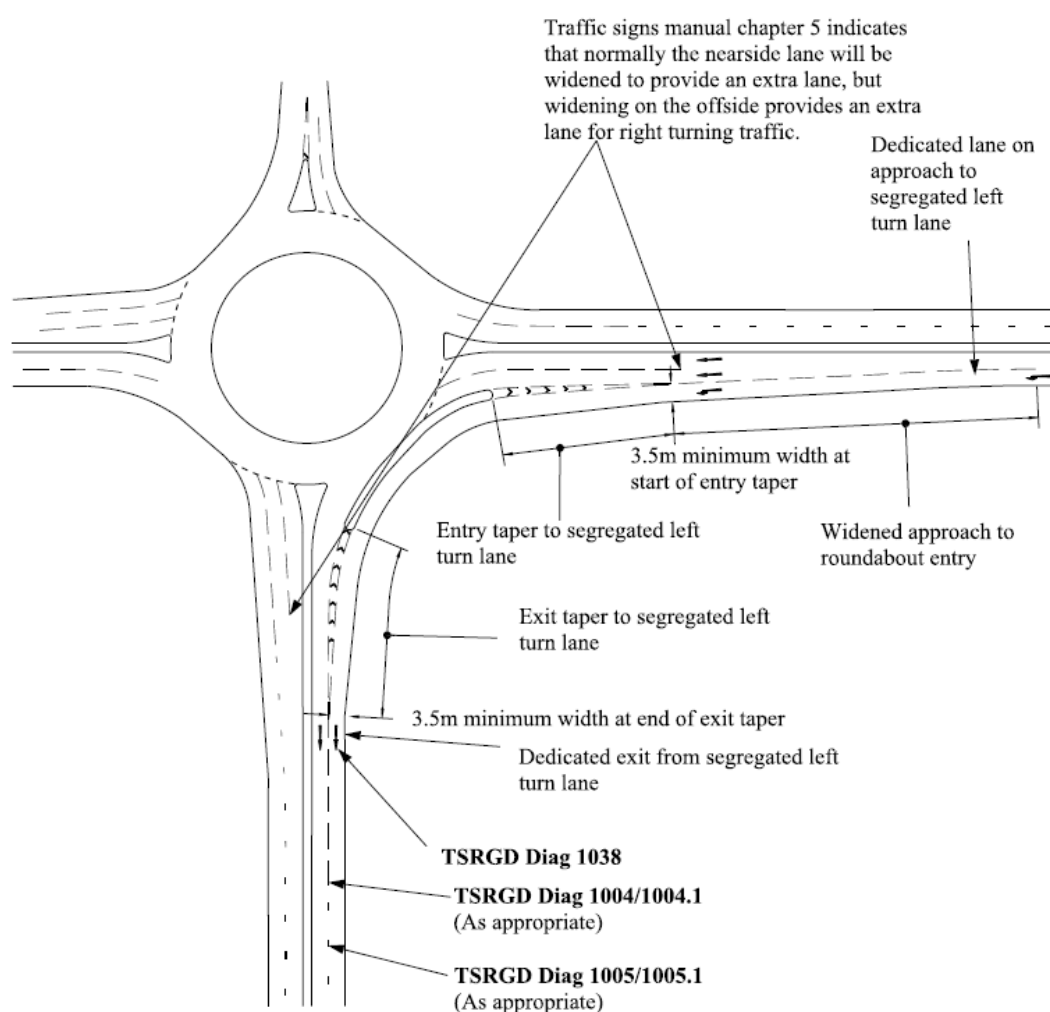 Traffic signs manual chapter 5 indicates
that normally the nearside lane will be
widened to provide an extra lane, but
widening on the offside provides an extra
lane for right turning traffic.
Dedicated lane on
approach to
segregated left
turn lane
3.5m minimum width at
start of entry taper
Entry taper to segregated left
turn lane
Widened approach to
roundabout entry
Exit taper to segregated left
turn lane
3.5m minimum width at end of exit taper
Dedicated exit from segregated left
turn lane
TSRGD Diag 1038
TSRGD Diag 1004/1004.1
(As appropriate)
TSRGD Diag 1005/1005.1
(As appropriate)